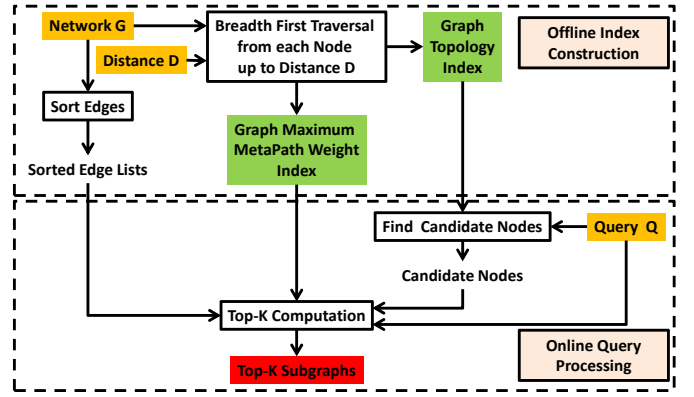 Network G
Distance D
Breadth First Traversal
from each Node
up to Distance D
Graph
Topology
Index
Offline Index
Construction
Sort Edges
Sorted Edge Lists
Graph Maximum
MetaPath Weight
Index
Find Candidate Nodes
Query Q
Candidate Nodes
Top-K Computation
Top-K Subgraphs
Online Query
Processing